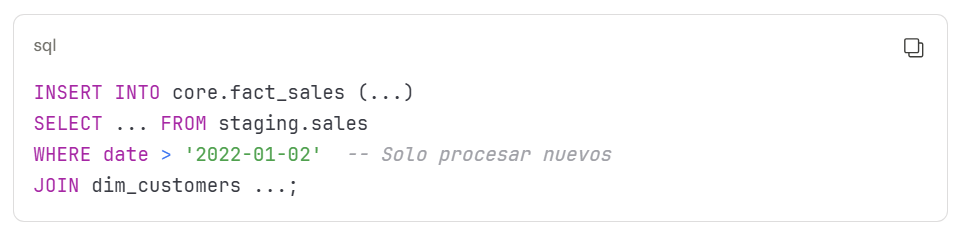 sql
INSERT INTO core.fact_sales (...)
SELECT ... FROM staging.sales
WHERE date > '2022-01-02'  -- Solo procesar nuevos
JOIN dim_customers ...;